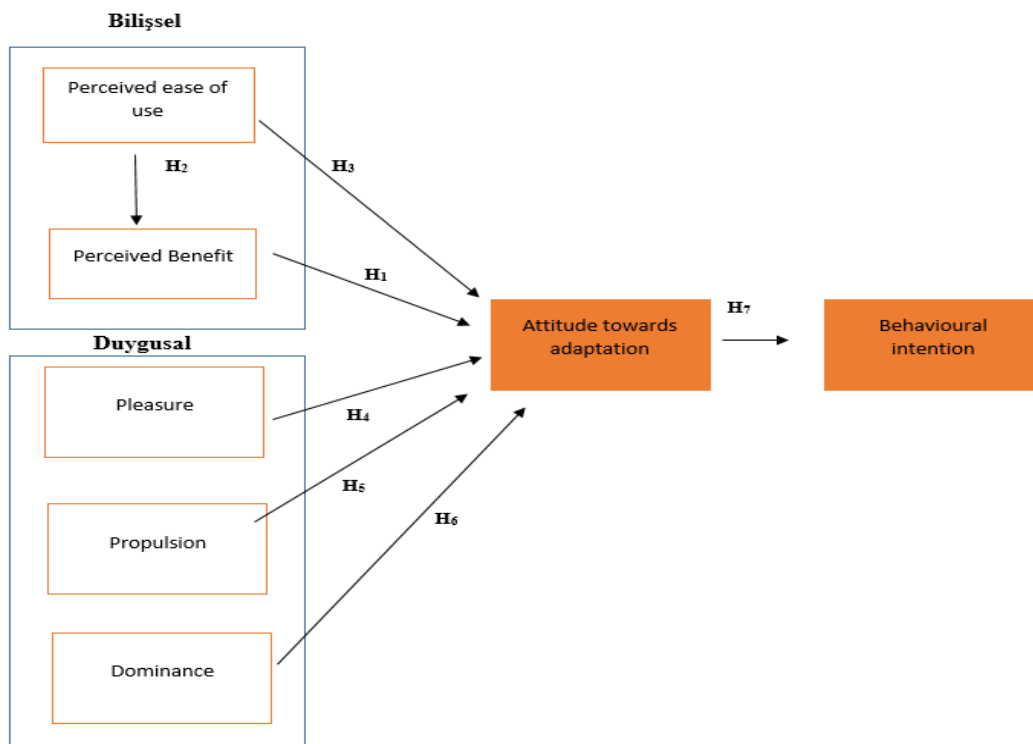 Bilişsel
Perceived ease of
use
H₂
H₃
Perceived Benefit
H₁
Attitude towards
adaptation
H₇
Behavioural
intention
Duygusal
Pleasure
H₄
H₅
Propulsion
H₆
Dominance